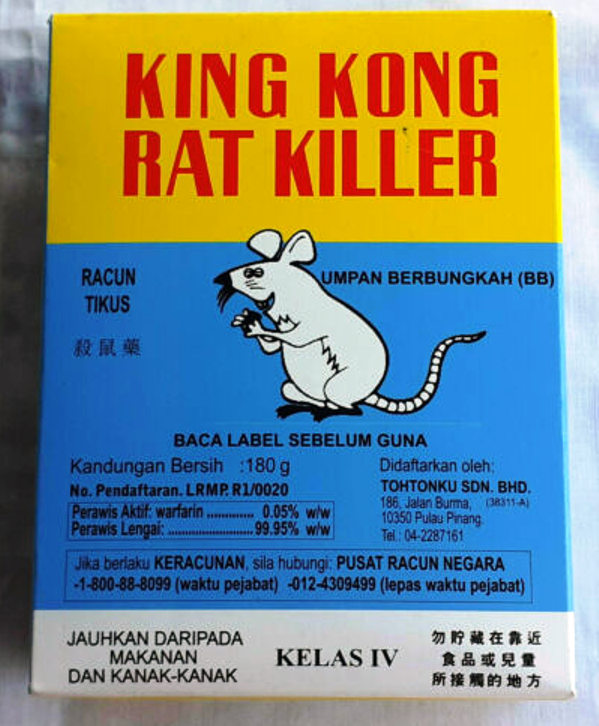 KING KONG
RAT KILLER
RACUN
TIKUS
UMPAN BERBUNGKAH (BB)
殺鼠藥
BACA LABEL SEBELUM GUNA
Kandungan Bersih :180 g
No. Pendaftaran. LRMP. R1/0020
Perawis Aktif: warfarin .............. 0.05% w/w
Perawis Lengai: ........................ 99.95% w/w
Didaftarkan oleh:
TOHTONKU SDN. BHD.
186, Jalan Burma, (38311-A)
10350 Pulau Pinang.
Tel.: 04-2287161
Jika berlaku KERACUNAN, sila hubungi: PUSAT RACUN NEGARA
-1-800-88-8099 (waktu pejabat) -012-4309499 (lepas waktu pejabat)
JAUHKAN DARIPADA
MAKANAN
DAN KANAK-KANAK
KELAS IV
勿貯藏在靠近
食品或兒童
所接觸的地方